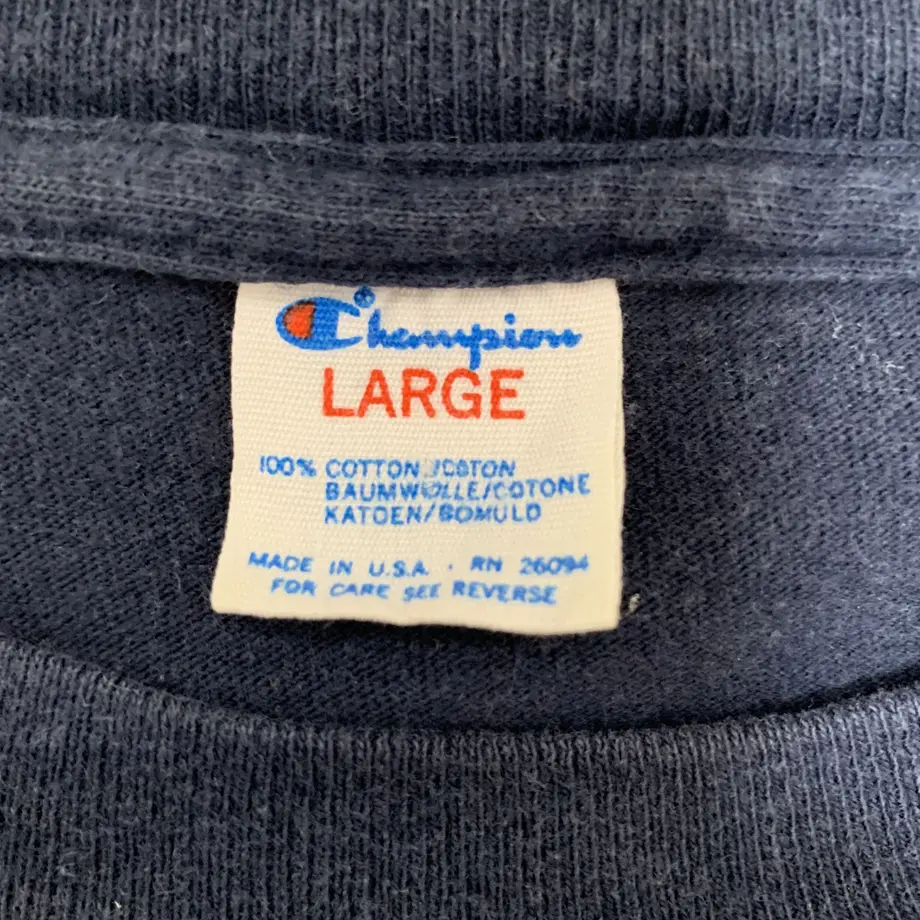 Champion®
LARGE
100% COTTON/COTON
BAUMWOLLE/COTONE
KATOEN/BOMULD
MADE IN U.S.A. · RN 26094
FOR CARE SEE REVERSE